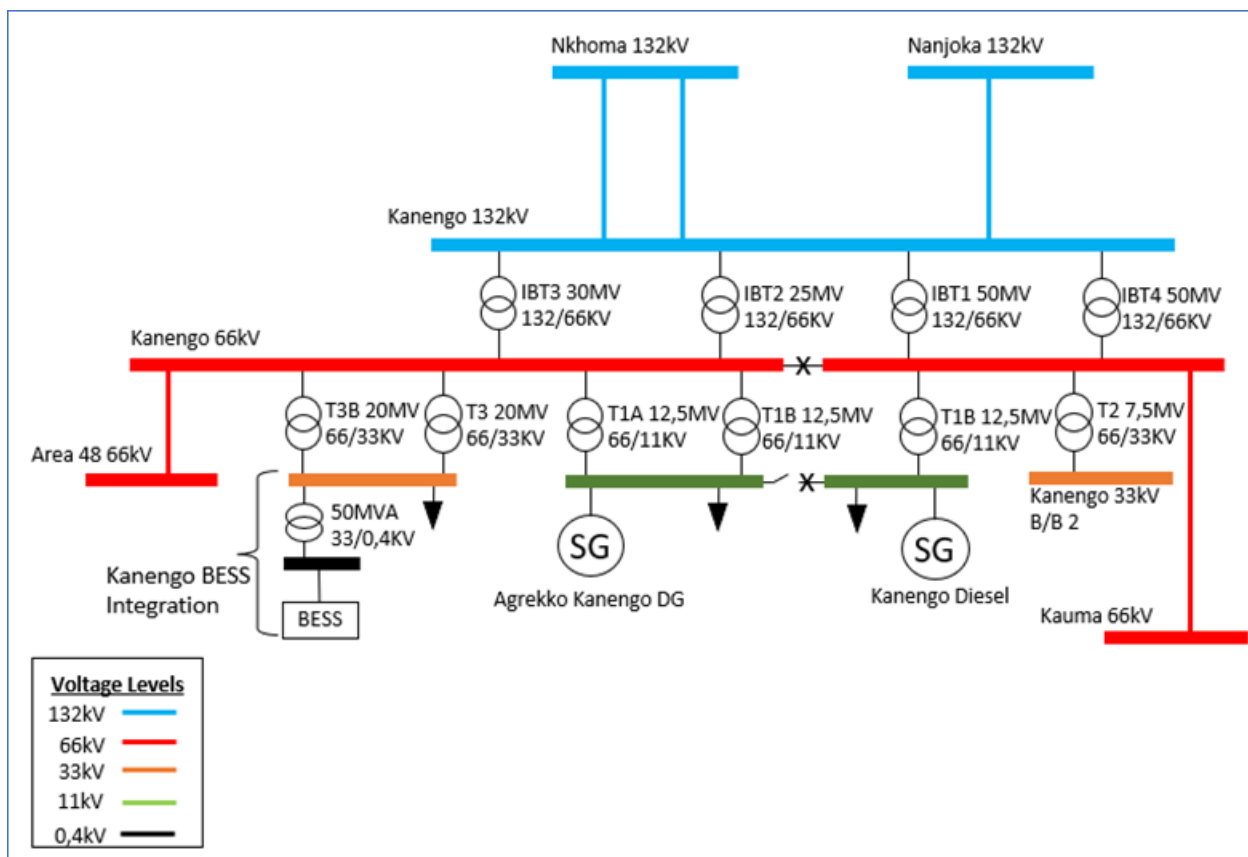 Nkhoma 132kV
Nanjoka 132kV
Kanengo 132kV
IBT3 30MV
132/66KV
IBT2 25MV
132/66KV
IBT1 50MV
132/66KV
IBT4 50MV
132/66KV
Kanengo 66kV
T3B 20MV
66/33KV
T3 20MV
66/33KV
T1A 12,5MV
66/11KV
T1B 12,5MV
66/11KV
T1B 12,5MV
66/11KV
T2 7,5MV
66/33KV
Area 48 66kV
Kanengo 33kV
B/B 2
50MVA
33/0,4KV
Kanengo BESS
Integration
BESS
SG
Agrekko Kanengo DG
SG
Kanengo Diesel
Kauma 66kV
Voltage Levels
132kV
66kV
33kV
11kV
0,4kV